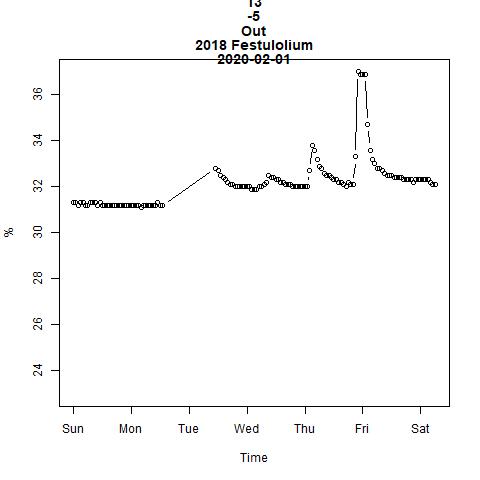 13
-5
Out
2018 Festulolium
2020-02-01
36
34
32
30
28
26
24
%
Sun Mon Tue Wed Thu Fri Sat
Time